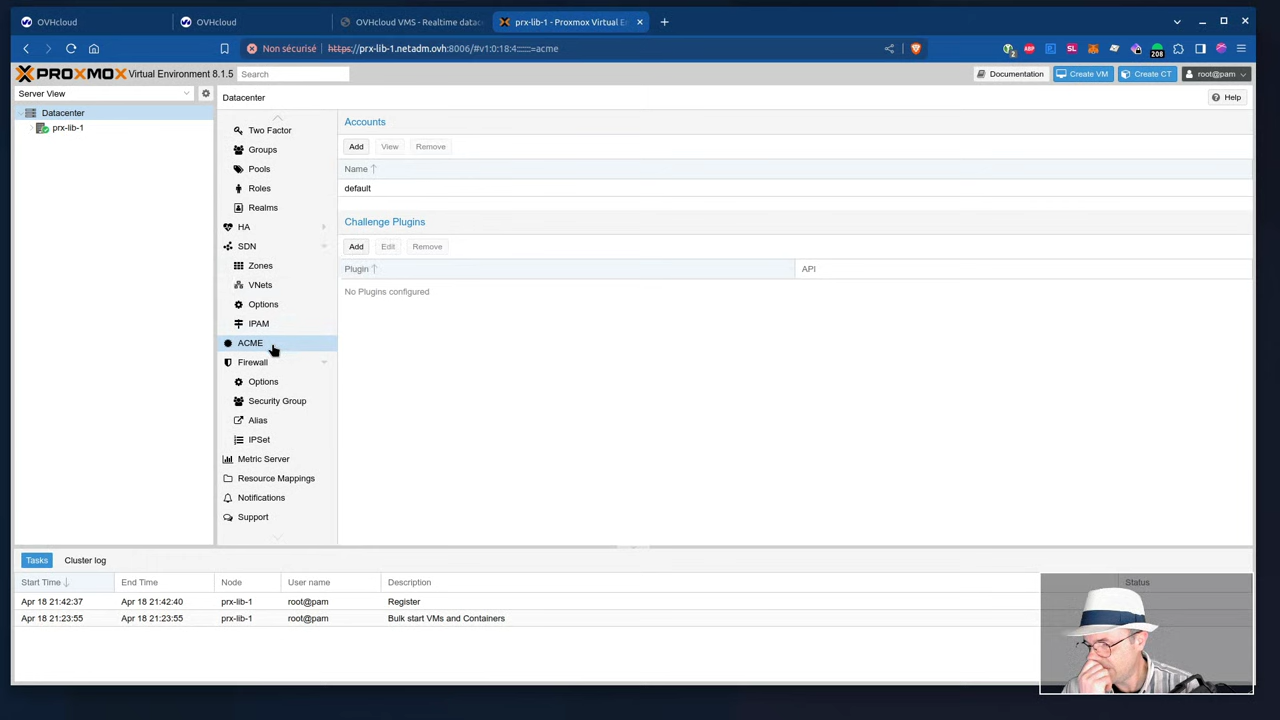 OVHcloud
OVHcloud
OVHcloud VMS - Realtime datac
prx-lib-1 - Proxmox Virtual En
Non sécurisé https://prx-lib-1.netadm.ovh:8006/#v1:0:18:4::::::=acme
208
PROXMOX Virtual Environment 8.1.5 Search
Documentation Create VM Create CT root@pam
Server View
Datacenter
prx-lib-1
Datacenter
Help
Two Factor
Groups
Pools
Roles
Realms
HA
SDN
Zones
VNets
Options
IPAM
ACME
Firewall
Options
Security Group
Alias
IPSet
Metric Server
Resource Mappings
Notifications
Support
Accounts
Add View Remove
Name
default
Challenge Plugins
Add Edit Remove
Plugin API
No Plugins configured
Tasks Cluster log
Start Time End Time Node User name Description Status
Apr 18 21:42:37 Apr 18 21:42:40 prx-lib-1 root@pam Register
Apr 18 21:23:55 Apr 18 21:23:55 prx-lib-1 root@pam Bulk start VMs and Containers